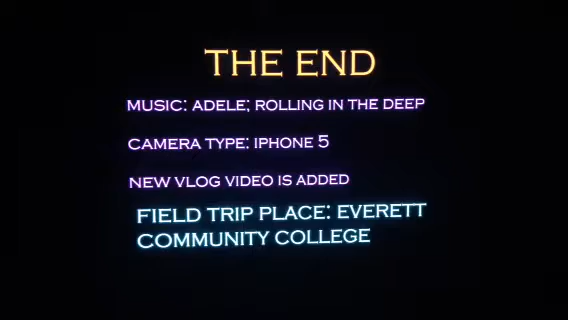 THE END
MUSIC: ADELE; ROLLING IN THE DEEP
CAMERA TYPE: IPHONE 5
NEW VLOG VIDEO IS ADDED
FIELD TRIP PLACE: EVERETT
COMMUNITY COLLEGE